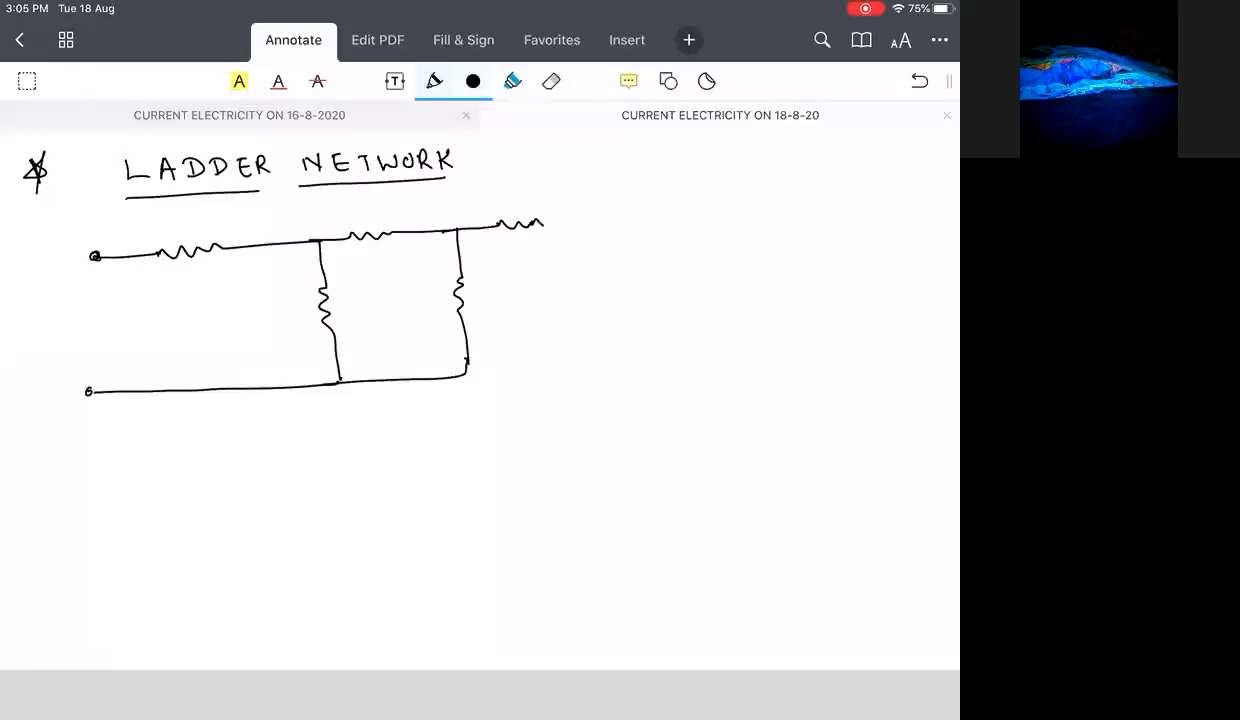 3:05 PM Tue 18 Aug 75%
Annotate Edit PDF Fill & Sign Favorites Insert
A A A T
CURRENT ELECTRICITY ON 16-8-2020 CURRENT ELECTRICITY ON 18-8-20
LADDER NETWORK